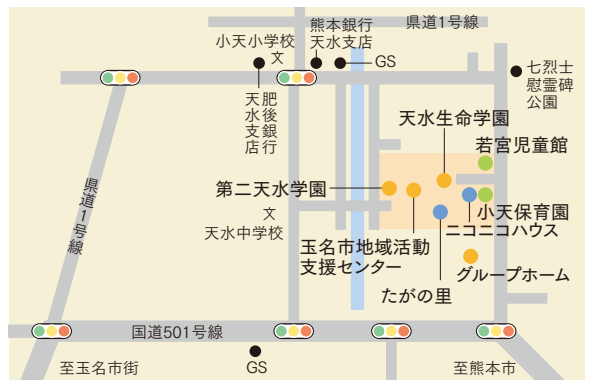 県道1号線
熊本銀行
天水支店
小天小学校
文
GS
七烈士
慰霊碑
公園
肥後銀行
天水支店
天水生命学園
若宮児童館
県道1号線
第二天水学園
文
天水中学校
小天保育園
ニコニコハウス
玉名市地域活動
支援センター
グループホーム
たがの里
国道501号線
至玉名市街
GS
至熊本市